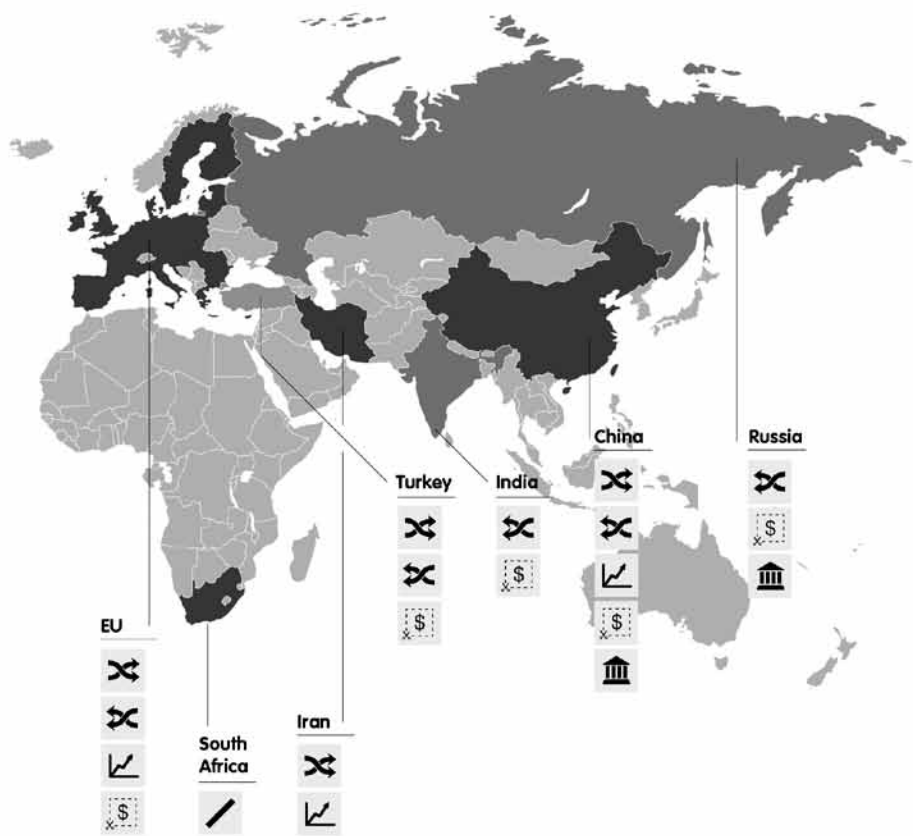 China
Russia
Turkey
India
$
$
$
$
$
EU
Iran
South
Africa
$